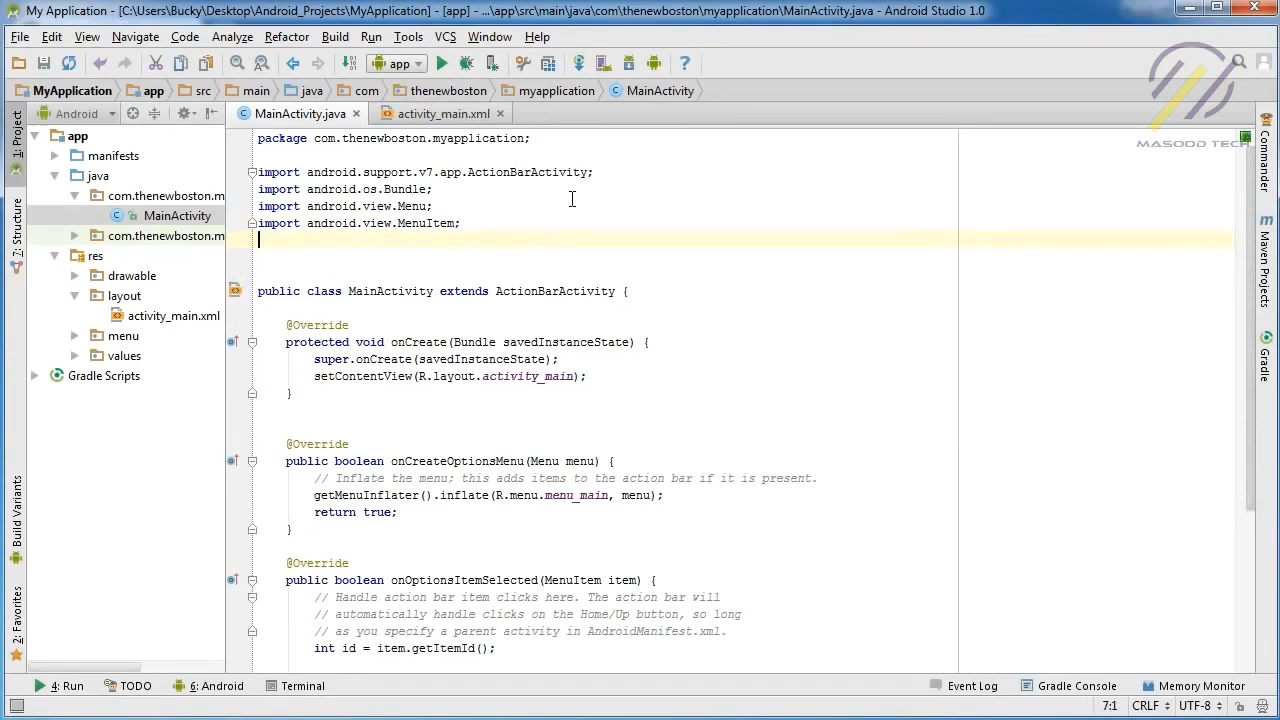 My Application - [C:\Users\Bucky\Desktop\Android_Projects\MyApplication] - [app] - ...\app\src\main\java\com\thenewboston\myapplication\MainActivity.java - Android Studio 1.0
File Edit View Navigate Code Analyze Refactor Build Run Tools VCS Window Help
app
MyApplication app src main java com thenewboston myapplication MainActivity
MASOOD TECH
Android
MainActivity.java activity_main.xml
1: Project
7: Structure
Build Variants
2: Favorites
app
manifests
java
com.thenewboston.m
MainActivity
com.thenewboston.m
res
drawable
layout
activity_main.xml
menu
values
Gradle Scripts
package com.thenewboston.myapplication;
import android.support.v7.app.ActionBarActivity;
import android.os.Bundle;
import android.view.Menu;
import android.view.MenuItem;
public class MainActivity extends ActionBarActivity {
@Override
protected void onCreate(Bundle savedInstanceState) {
super.onCreate(savedInstanceState);
setContentView(R.layout.activity_main);
}
@Override
public boolean onCreateOptionsMenu(Menu menu) {
// Inflate the menu; this adds items to the action bar if it is present.
getMenuInflater().inflate(R.menu.menu_main, menu);
return true;
}
@Override
public boolean onOptionsItemSelected(MenuItem item) {
// Handle action bar item clicks here. The action bar will
// automatically handle clicks on the Home/Up button, so long
// as you specify a parent activity in AndroidManifest.xml.
int id = item.getItemId();
Commander
m Maven Projects
Gradle
4: Run TODO 6: Android Terminal Event Log Gradle Console Memory Monitor
7:1 CRLF UTF-8